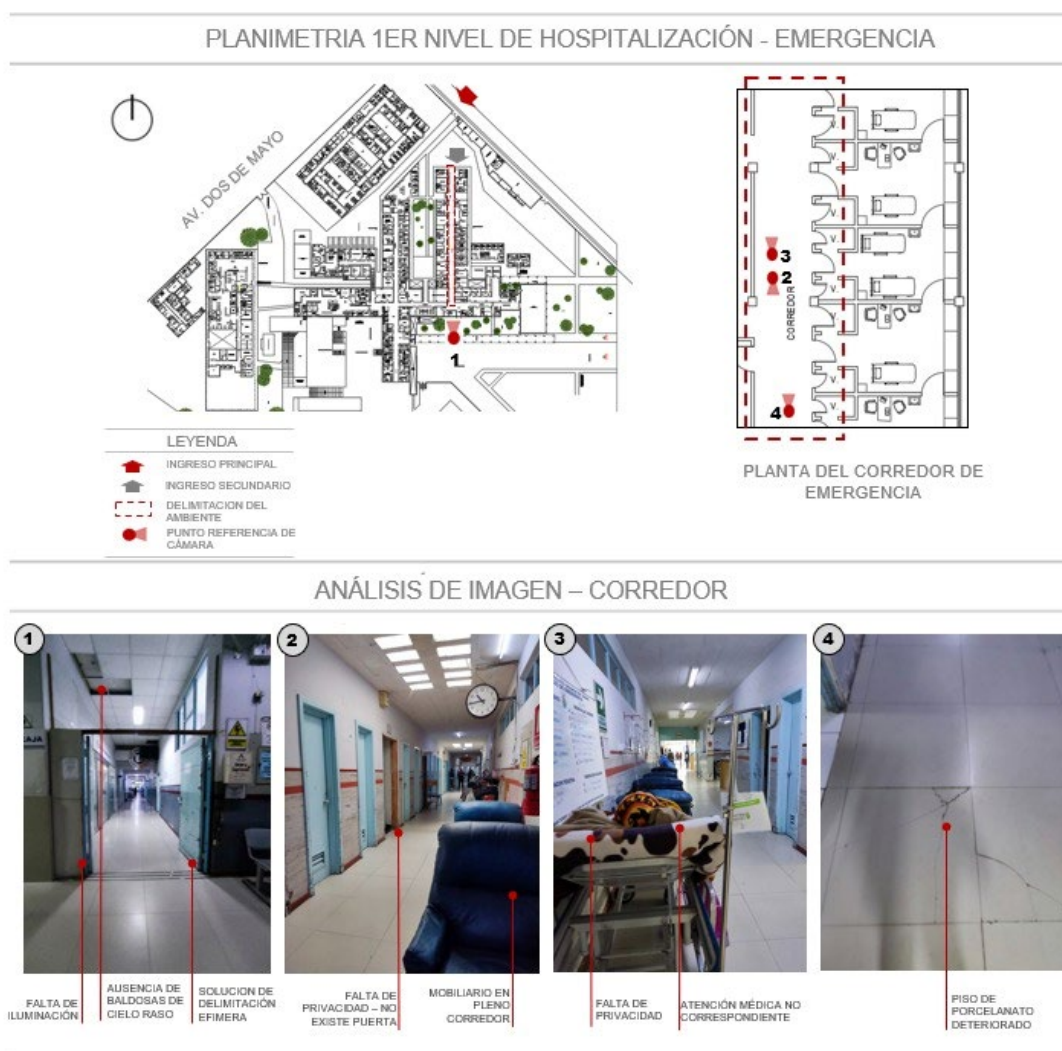 PLANIMETRIA 1ER NIVEL DE HOSPITALIZACIÓN - EMERGENCIA
AV. DOS DE MAYO
1
LEYENDA
INGRESO PRINCIPAL
INGRESO SECUNDARIO
DELIMITACION DEL
AMBIENTE
PUNTO REFERENCIA DE
CÁMARA
V.
V.
V.
V.
V.
V.
3
2
CORREDOR
4
PLANTA DEL CORREDOR DE
EMERGENCIA
ANÁLISIS DE IMAGEN – CORREDOR
1
CAJA
FALTA DE
ILUMINACIÓN
AUSENCIA DE
BALDOSAS DE
CIELO RASO
SOLUCION DE
DELIMITACIÓN
EFIMERA
2
FALTA DE
PRIVACIDAD – NO
EXISTE PUERTA
MOBILIARIO EN
PLENO
CORREDOR
3
FALTA DE
PRIVACIDAD
ATENCIÓN MÉDICA NO
CORRESPONDIENTE
4
PISO DE
PORCELANATO
DETERIORADO